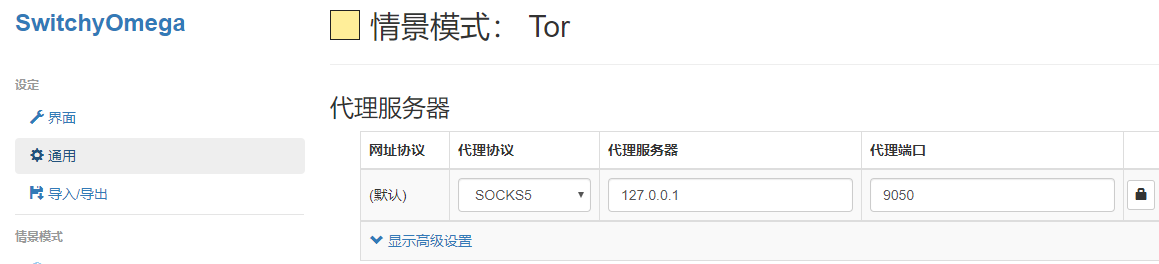 SwitchyOmega
设定
界面
通用
导入/导出
情景模式
情景模式： Tor
代理服务器
网址协议 代理协议 代理服务器 代理端口
(默认) SOCKS5 127.0.0.1 9050
显示高级设置